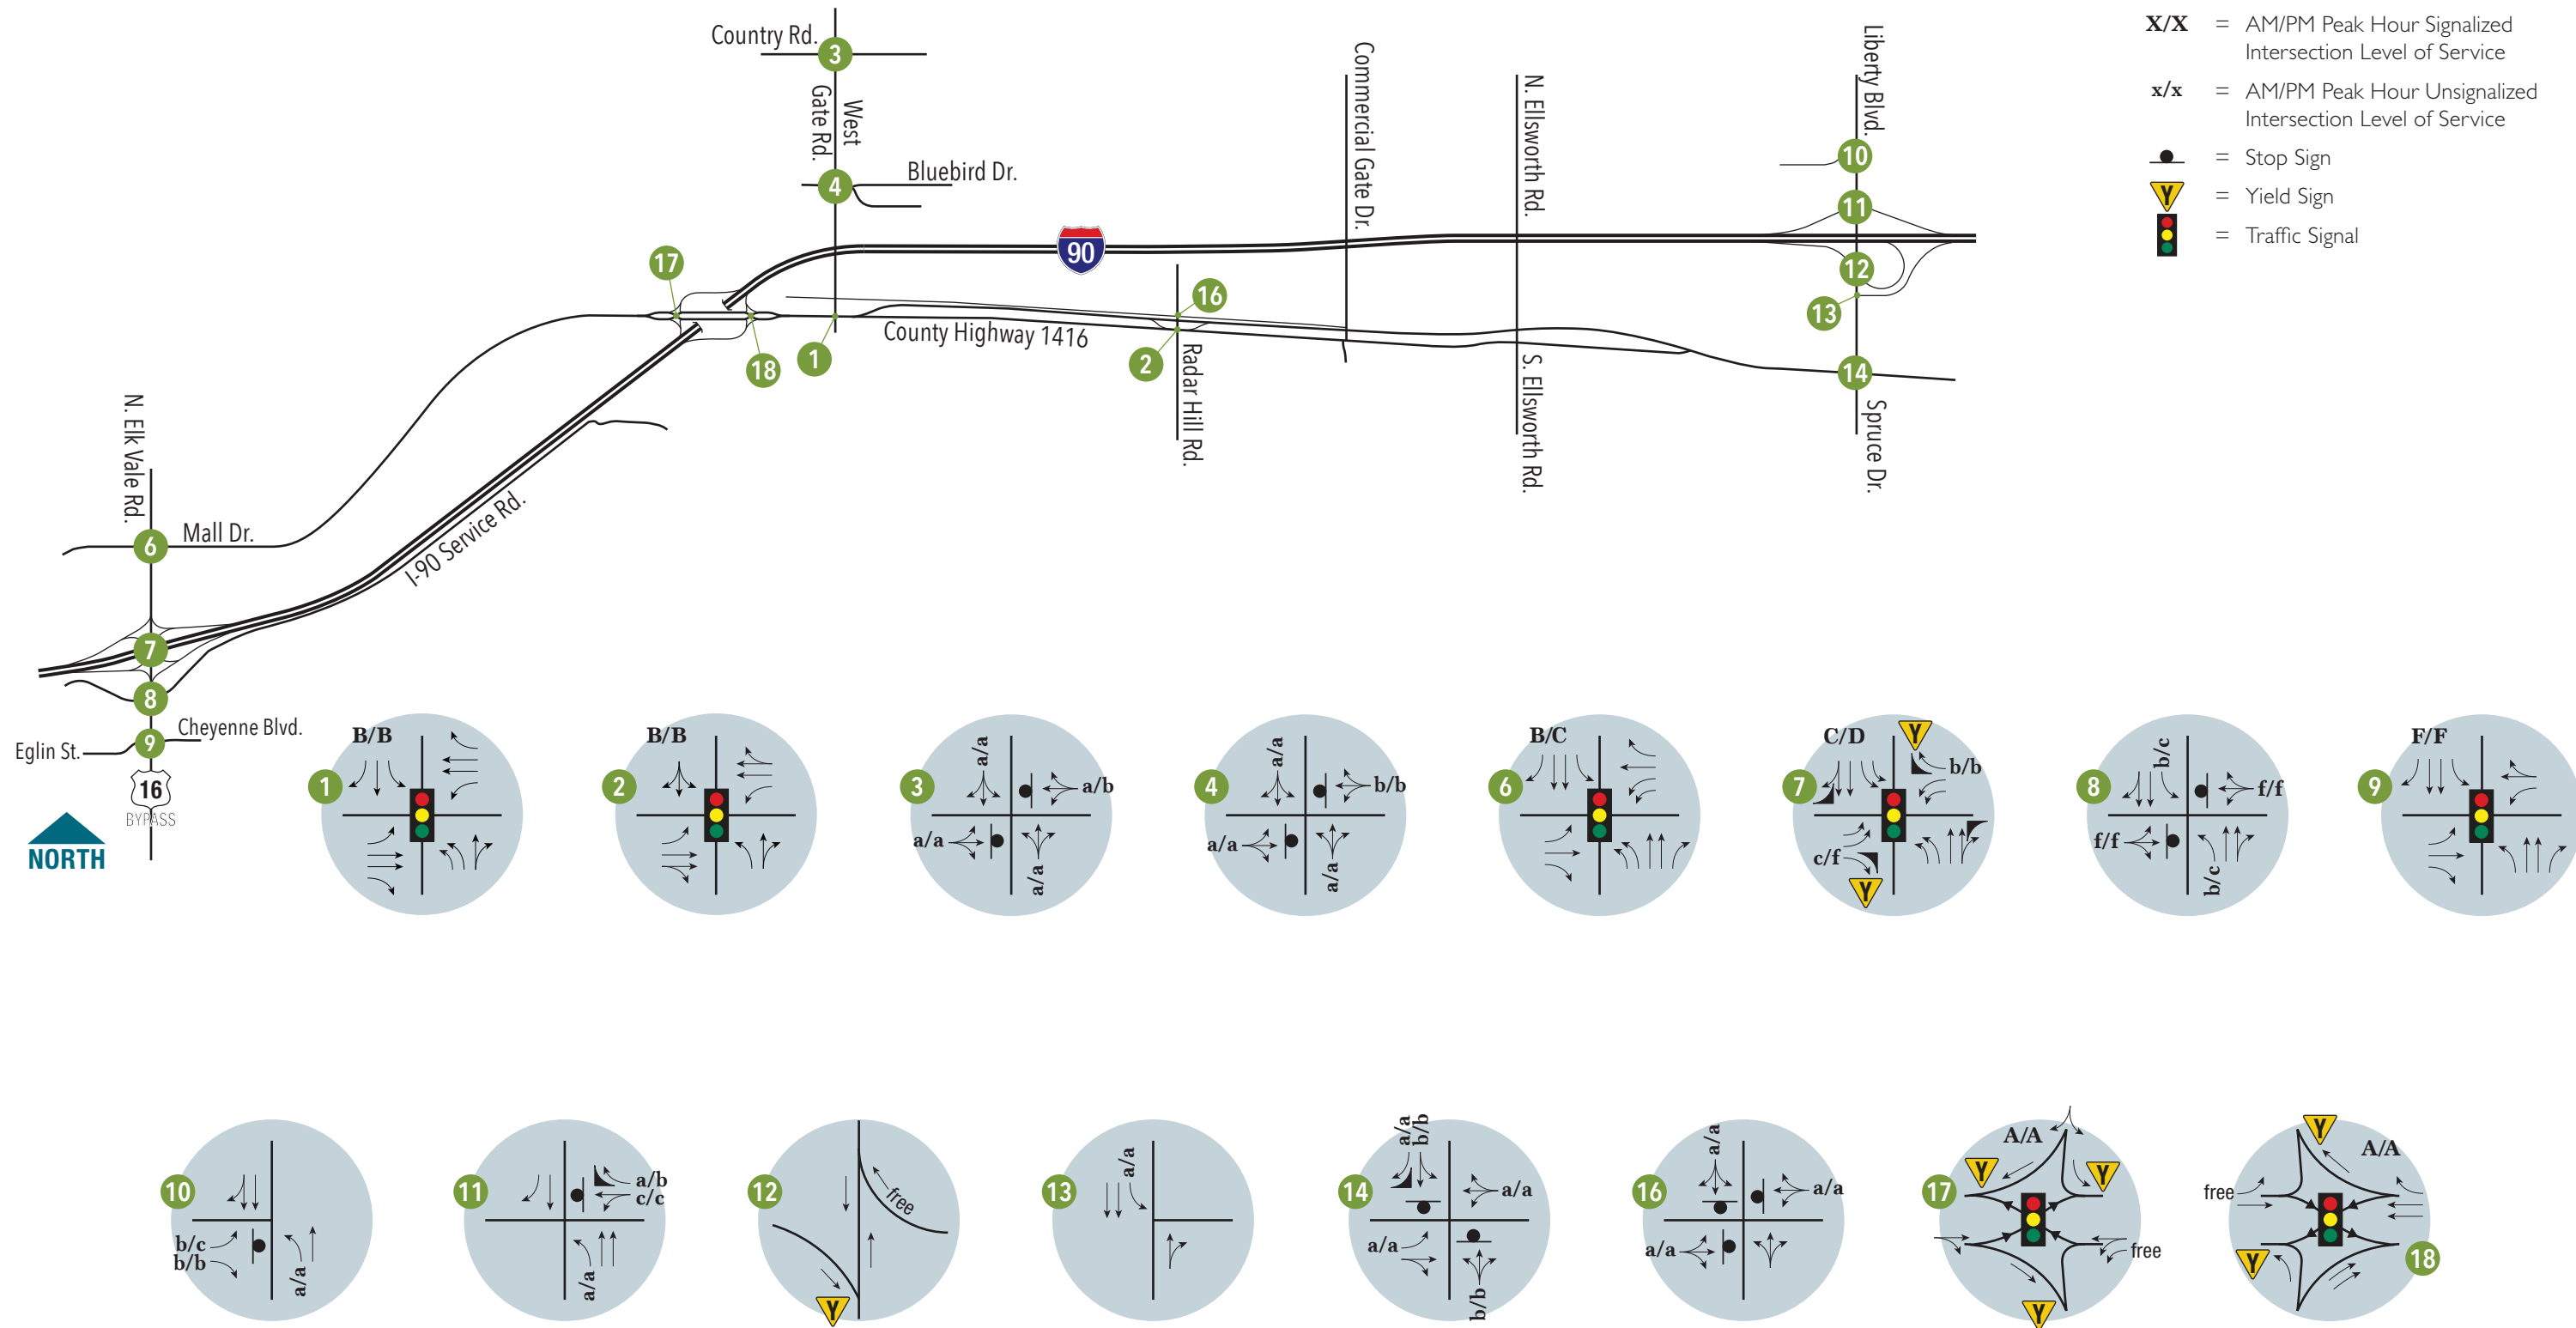 X/X = AM/PM Peak Hour Signalized
Intersection Level of Service
x/x = AM/PM Peak Hour Unsignalized
Intersection Level of Service
= Stop Sign
Y = Yield Sign
= Traffic Signal
Country Rd.
3
West
Gate Rd.
4
Bluebird Dr.
Commercial Gate Dr.
N. Ellsworth Rd.
Liberty Blvd.
10
11
90
12
13
17
16
County Highway 1416
1
18
2
Radar Hill Rd.
S. Ellsworth Rd.
14
Spruce Dr.
N. Elk Vale Rd.
6
Mall Dr.
I-90 Service Rd.
7
8
Cheyenne Blvd.
9
Eglin St.
16
BYPASS
NORTH
1
B/B
2
B/B
3
a/a
a/b
a/a
a/a
4
a/a
b/b
a/a
a/a
6
B/C
7
C/D
Y
b/b
c/f
Y
8
b/c
f/f
f/f
b/c
9
F/F
10
b/c
b/b
a/a
11
a/b
c/c
a/a
12
free
Y
13
a/a
14
a/a
b/b
a/a
a/a
b/b
16
a/a
a/a
a/a
17
A/A
Y
Y
free
Y
18
Y
A/A
free
Y